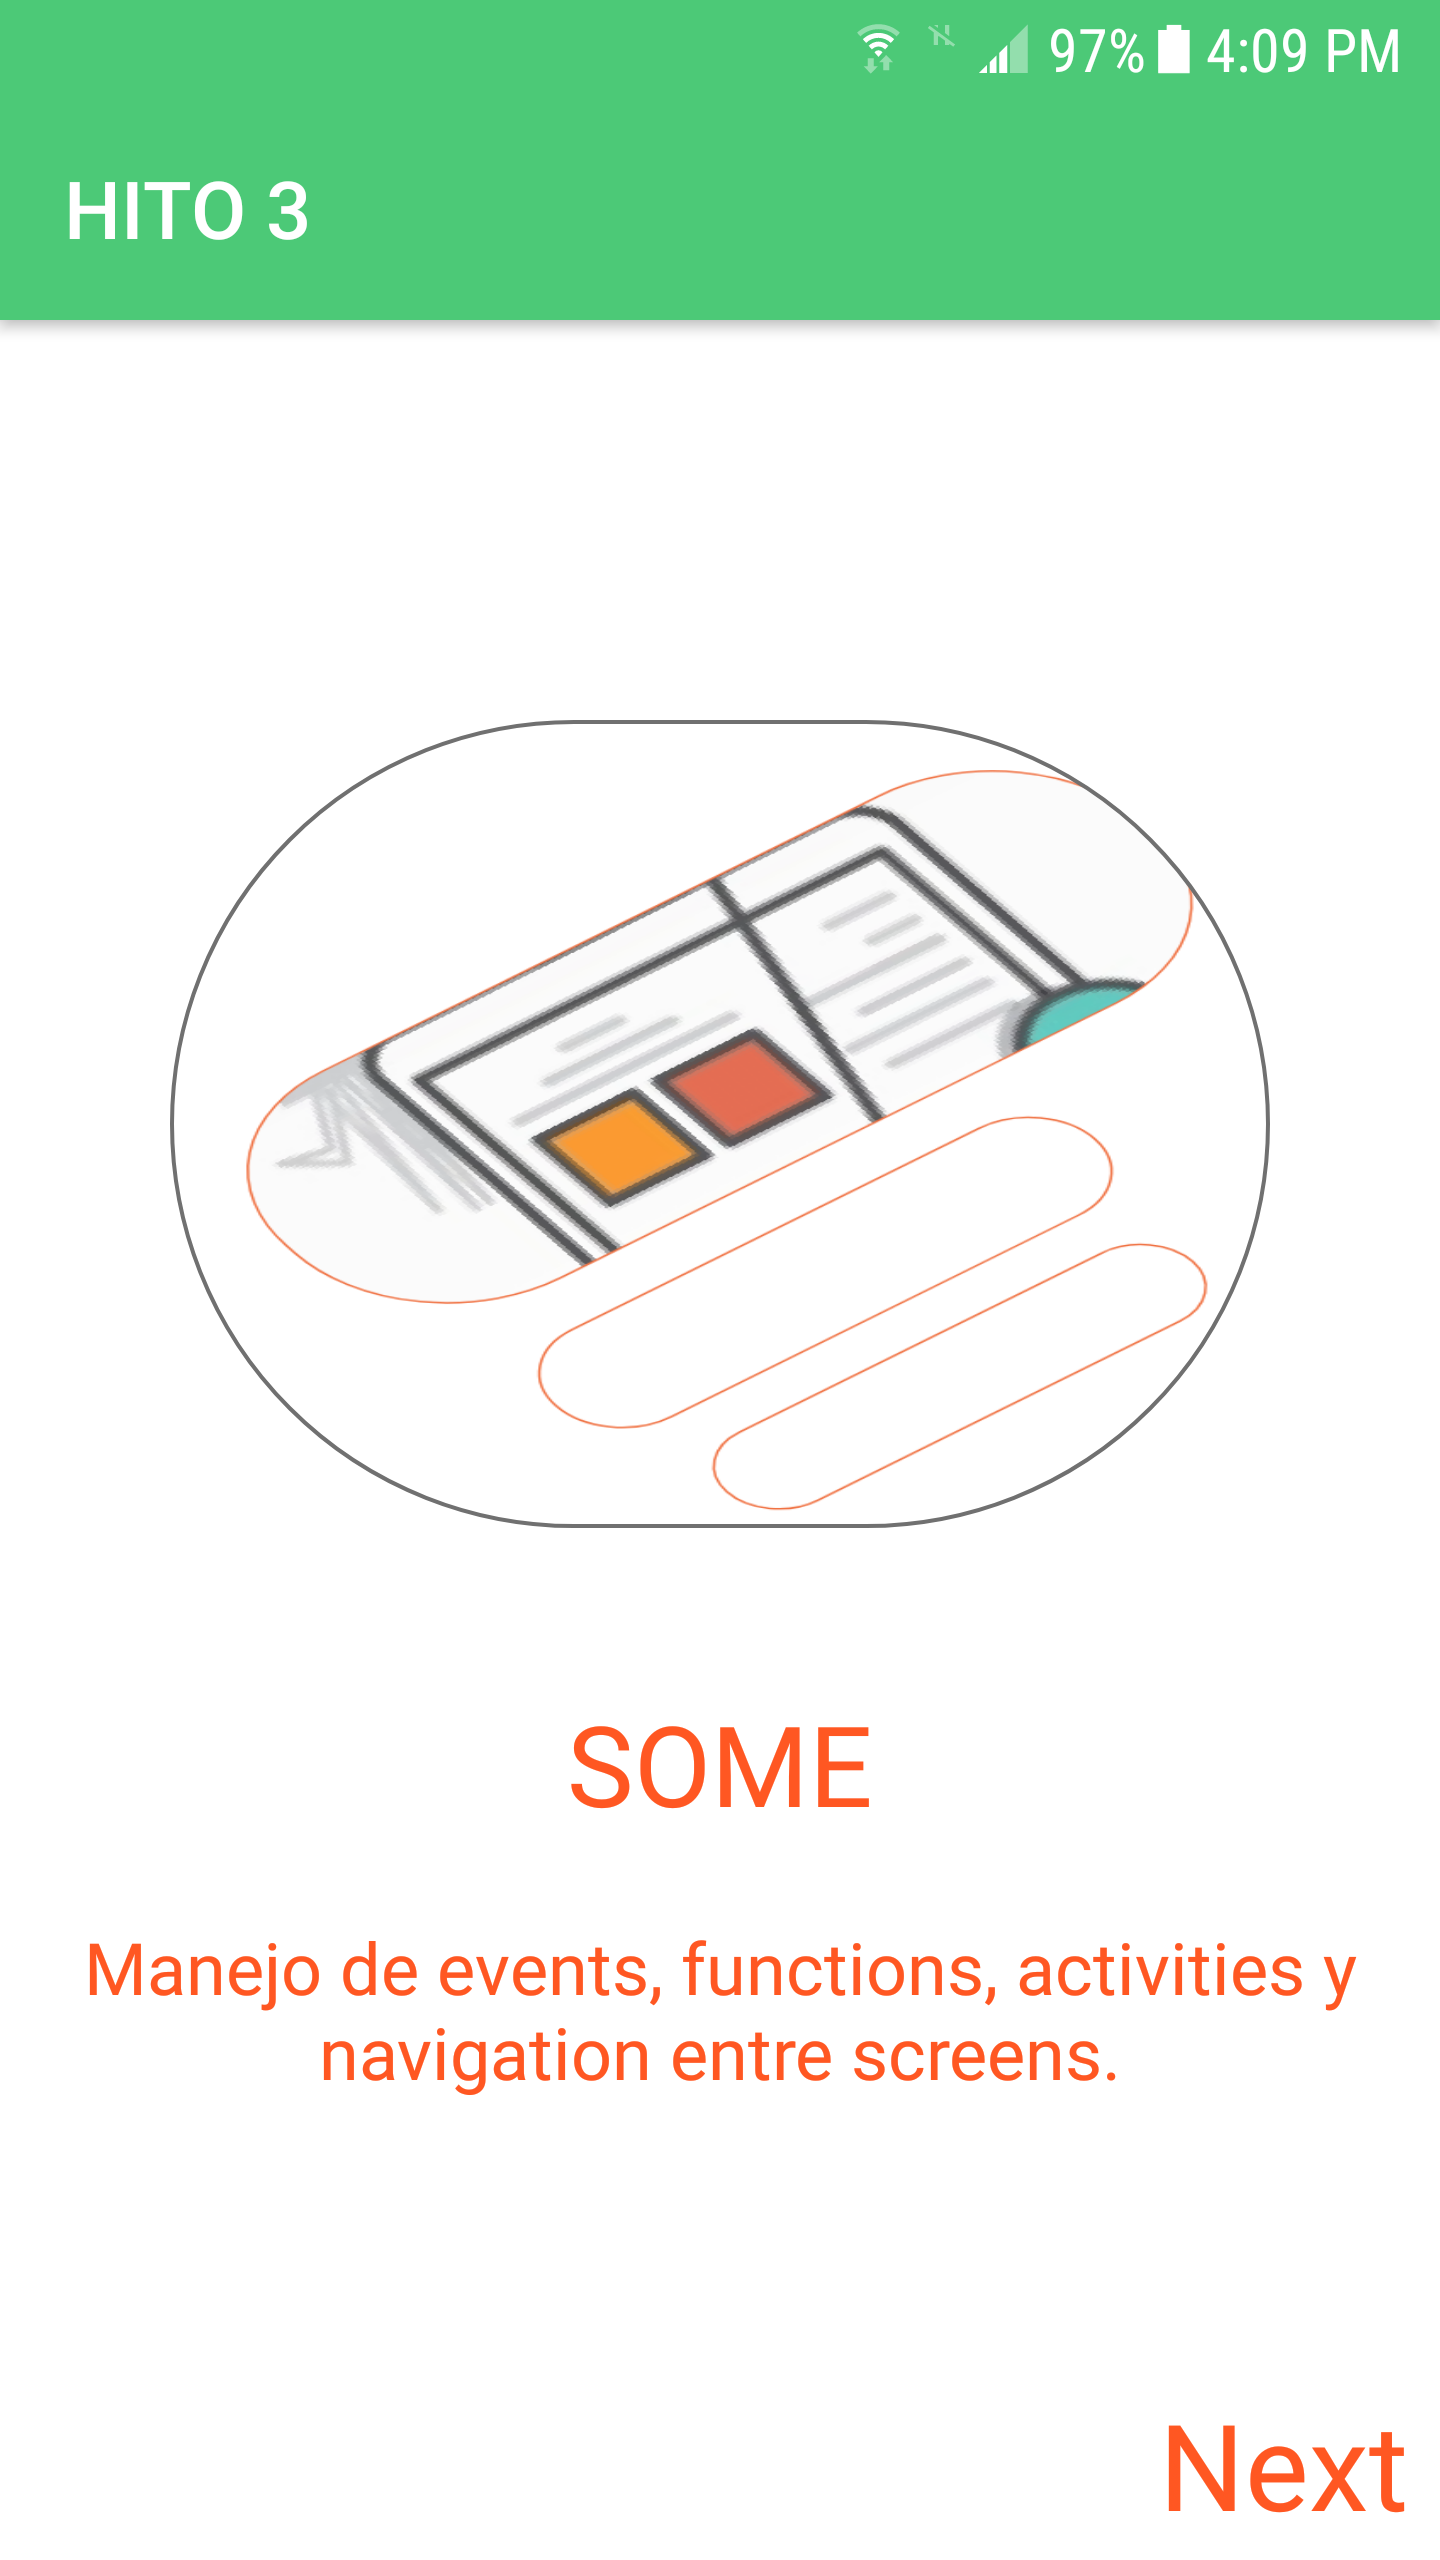 97% 4:09 PM
HITO 3
SOME
Manejo de events, functions, activities y
navigation entre screens.
Next